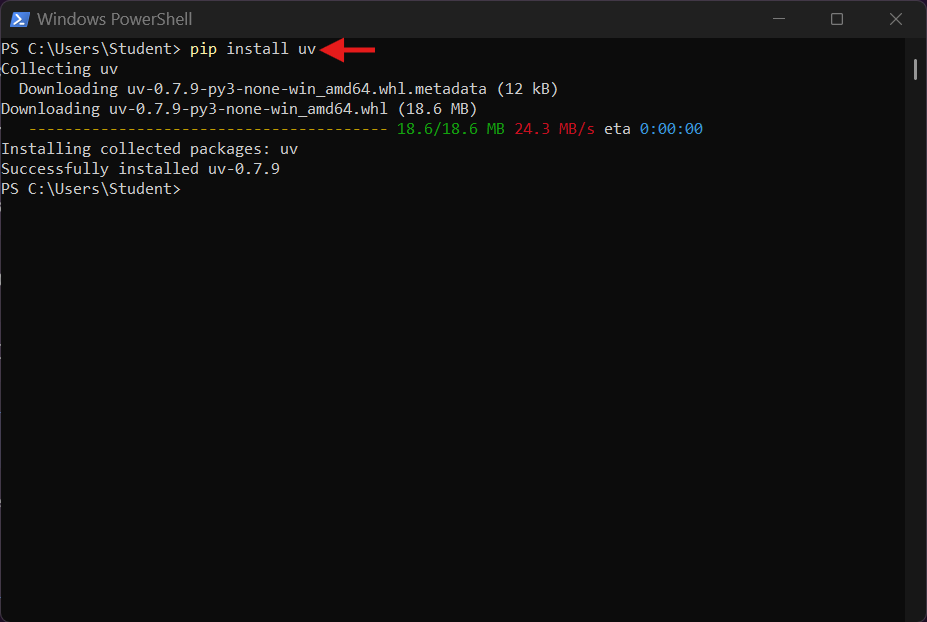 Windows PowerShell
PS C:\Users\Student> pip install uv
Collecting uv
  Downloading uv-0.7.9-py3-none-win_amd64.whl.metadata (12 kB)
Downloading uv-0.7.9-py3-none-win_amd64.whl (18.6 MB)
   ---------------------------------------- 18.6/18.6 MB 24.3 MB/s eta 0:00:00
Installing collected packages: uv
Successfully installed uv-0.7.9
PS C:\Users\Student>